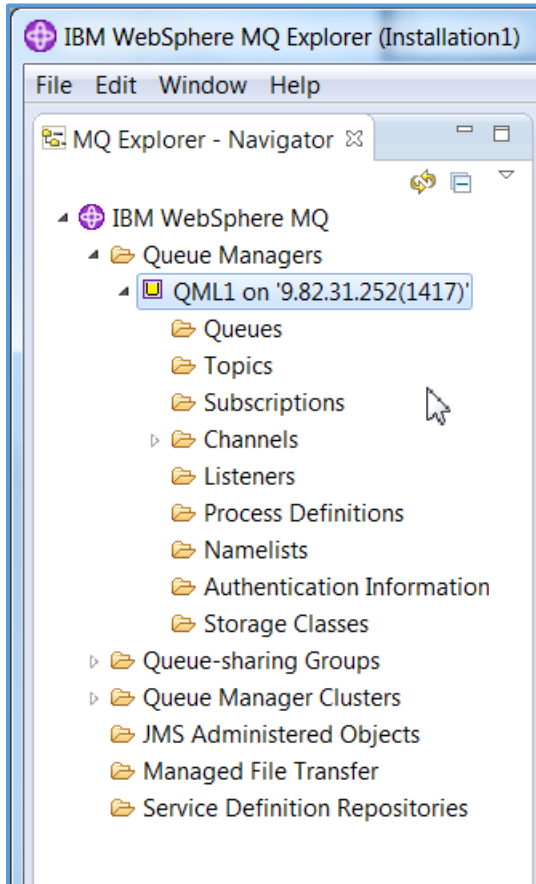 IBM WebSphere MQ Explorer (Installation1)
File Edit Window Help
MQ Explorer - Navigator
IBM WebSphere MQ
Queue Managers
QML1 on '9.82.31.252(1417)'
Queues
Topics
Subscriptions
Channels
Listeners
Process Definitions
Namelists
Authentication Information
Storage Classes
Queue-sharing Groups
Queue Manager Clusters
JMS Administered Objects
Managed File Transfer
Service Definition Repositories